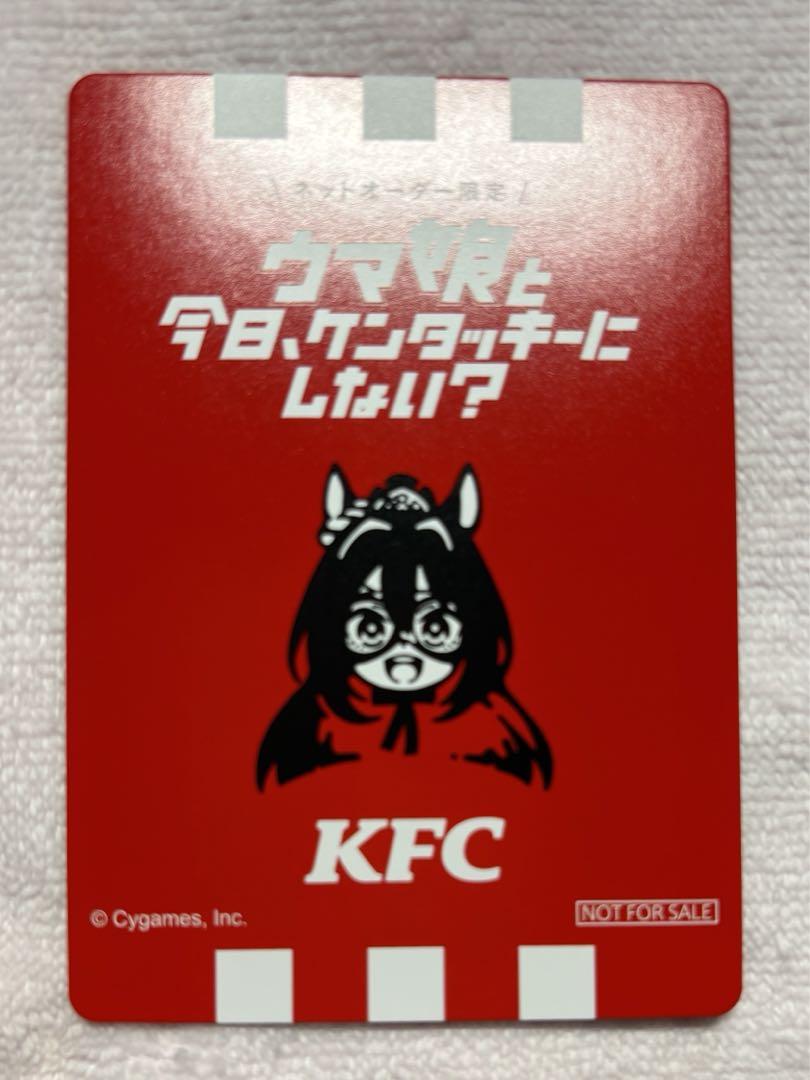 \ ネットオーダー限定 /
ウマ娘と
今日、ケンタッキーに
しない?
KFC
© Cygames, Inc.
NOT FOR SALE